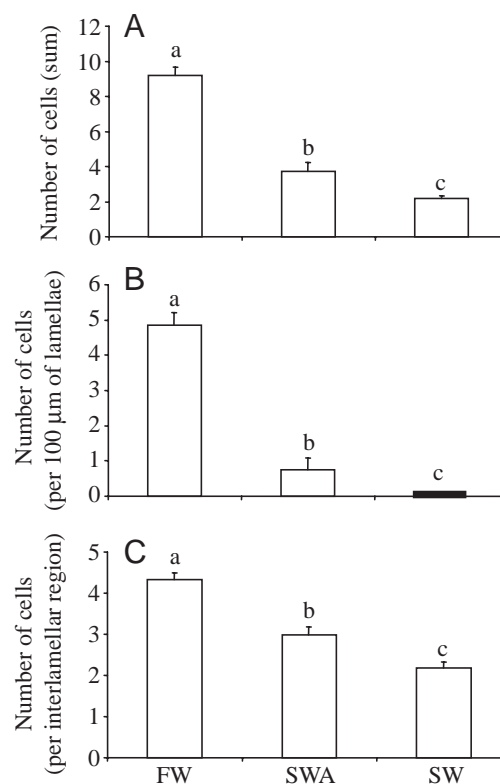 A
Number of cells (sum)
12
10
8
6
4
2
0
a
b
c
B
Number of cells
(per 100 µm of lamellae)
6
5
4
3
2
1
0
a
b
c
C
Number of cells
(per interlamellar region)
5
4
3
2
1
0
a
b
c
FW SWA SW